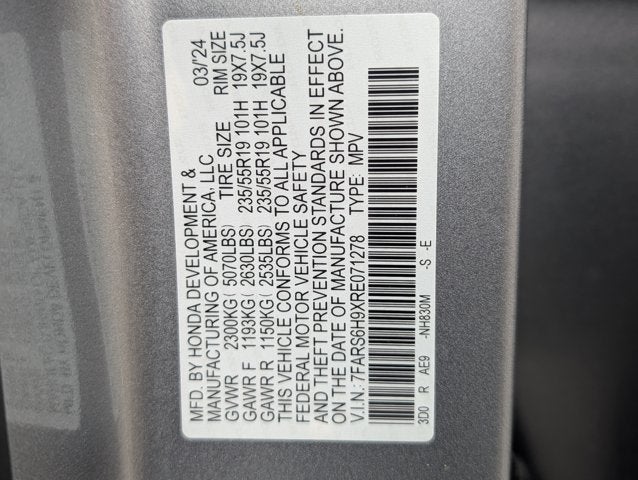 MFD. BY HONDA DEVELOPMENT & 03/'24
MANUFACTURING OF AMERICA, LLC
TIRE SIZE RIM SIZE
GVWR 2300KG( 5070LBS)
GAWR F 1193KG( 2630LBS) 235/55R19 101H 19X7.5J
GAWR R 1150KG( 2535LBS) 235/55R19 101H 19X7.5J
THIS VEHICLE CONFORMS TO ALL APPLICABLE
FEDERAL MOTOR VEHICLE SAFETY
AND THEFT PREVENTION STANDARDS IN EFFECT
ON THE DATE OF MANUFACTURE SHOWN ABOVE.
V.I.N.: 7FARS6H9XRE071278 TYPE: MPV
3D0 R AE9 -NH830M -S -E